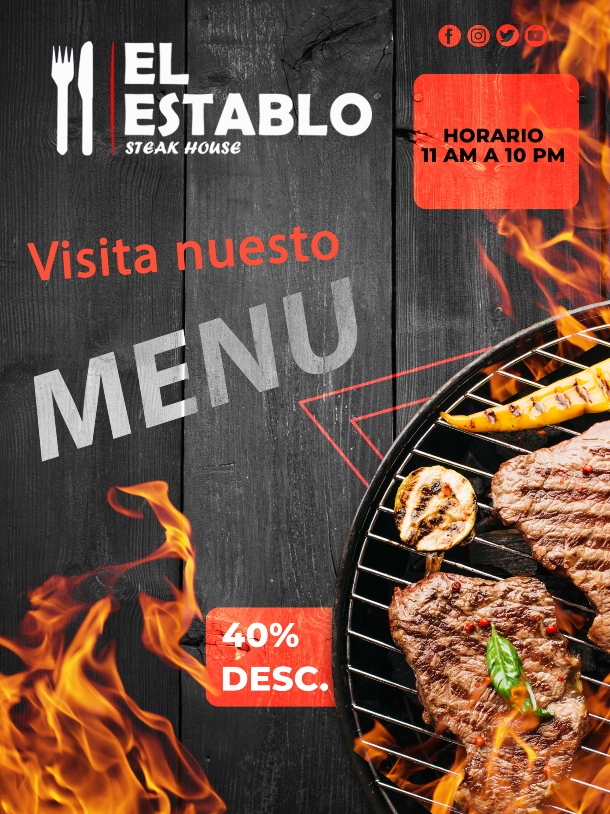 EL
ESTABLO
STEAK HOUSE
HORARIO
11 AM A 10 PM
Visita nuesto
MENU
40%
DESC.